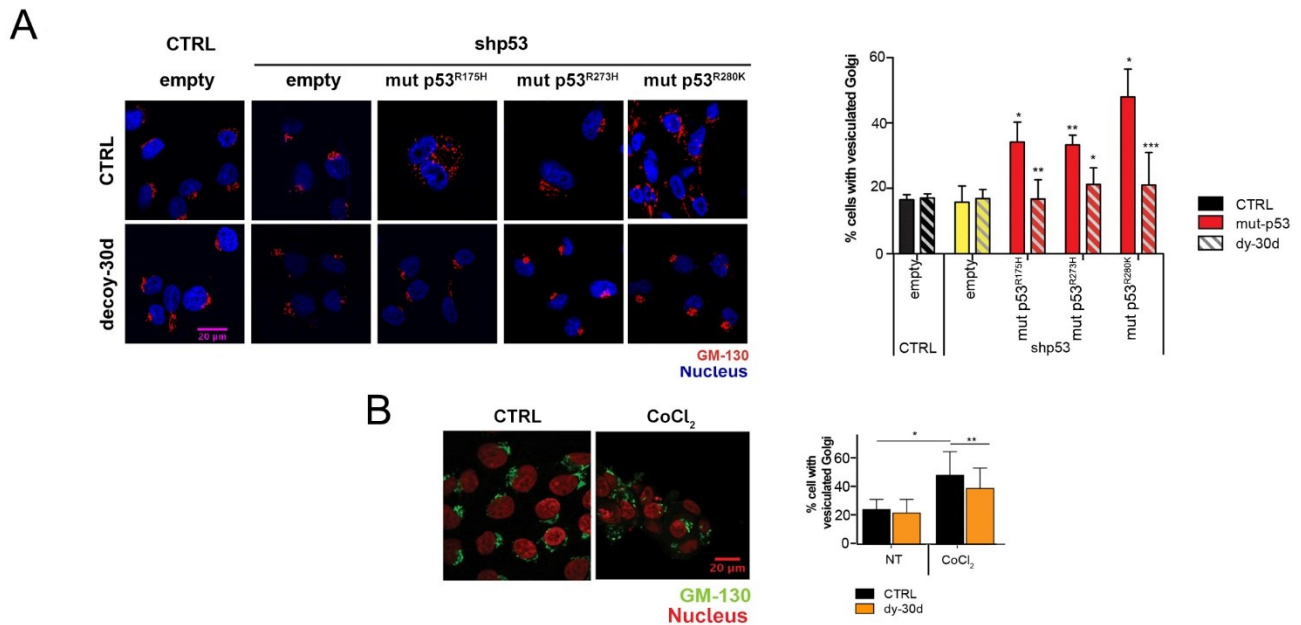 A
CTRL
shp53
empty
empty
mut p53R175H
mut p53R273H
mut p53R280K
CTRL
decoy-30d
20 µm
GM-130
Nucleus
% cells with vesiculated Golgi
60
40
20
0
*
**
**
*
*
***
empty
empty
mut p53R175H
mut p53R273H
mut p53R280K
CTRL
shp53
CTRL
mut-p53
dy-30d
B
CTRL
CoCl2
20 µm
GM-130
Nucleus
% cell with
vesiculated Golgi
60
40
20
0
*
**
NT
CoCl2
CTRL
dy-30d